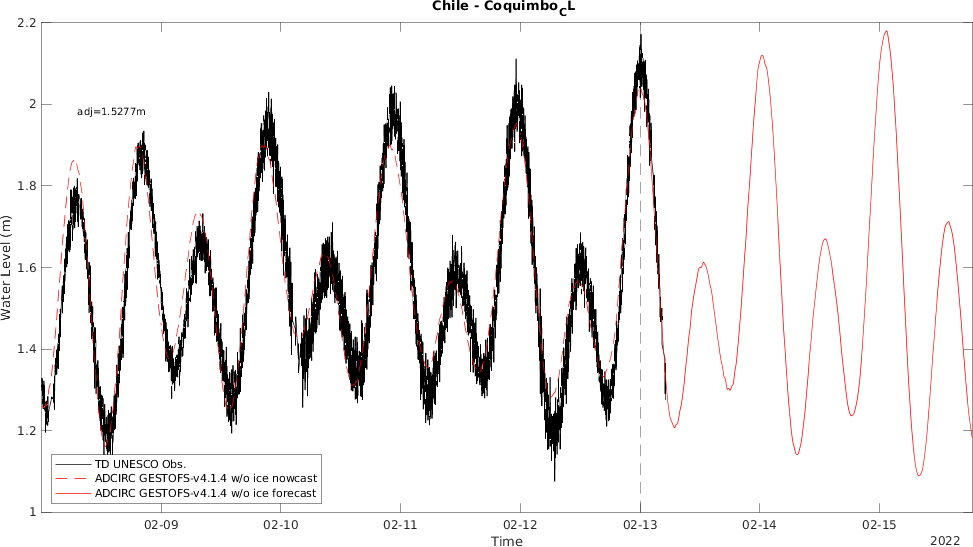 Chile - Coquimbo_CL
2.2
adj=1.5277m
2
1.8
1.6
1.4
1.2
1
Water Level (m)
TD UNESCO Obs.
ADCIRC GESTOFS-v4.1.4 w/o ice nowcast
ADCIRC GESTOFS-v4.1.4 w/o ice forecast
02-09 02-10 02-11 02-12 02-13 02-14 02-15
Time
2022